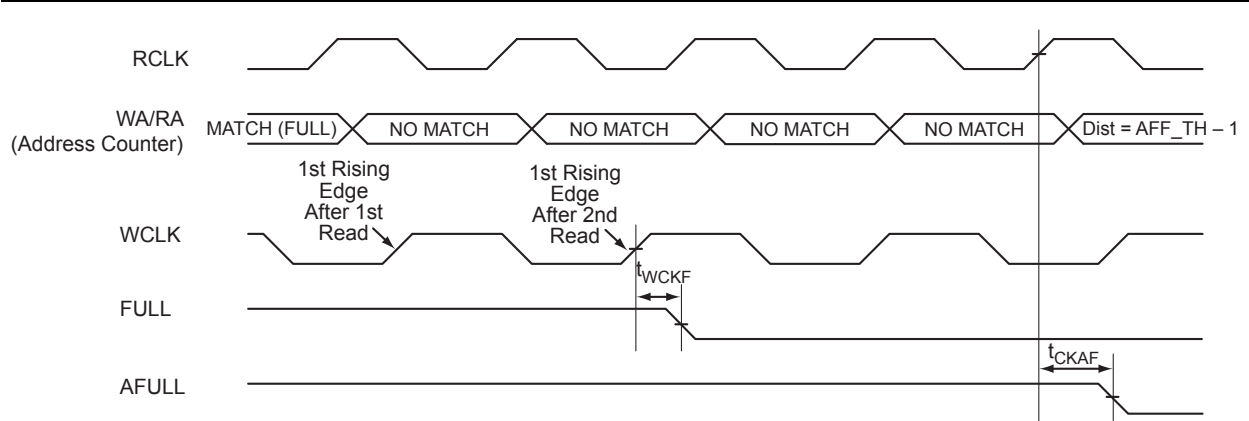 RCLK
WA/RA
(Address Counter)
MATCH (FULL)
NO MATCH
NO MATCH
NO MATCH
NO MATCH
Dist = AFF_TH – 1
1st Rising
Edge
After 1st
Read
1st Rising
Edge
After 2nd
Read
WCLK
tWCKF
FULL
tCKAF
AFULL